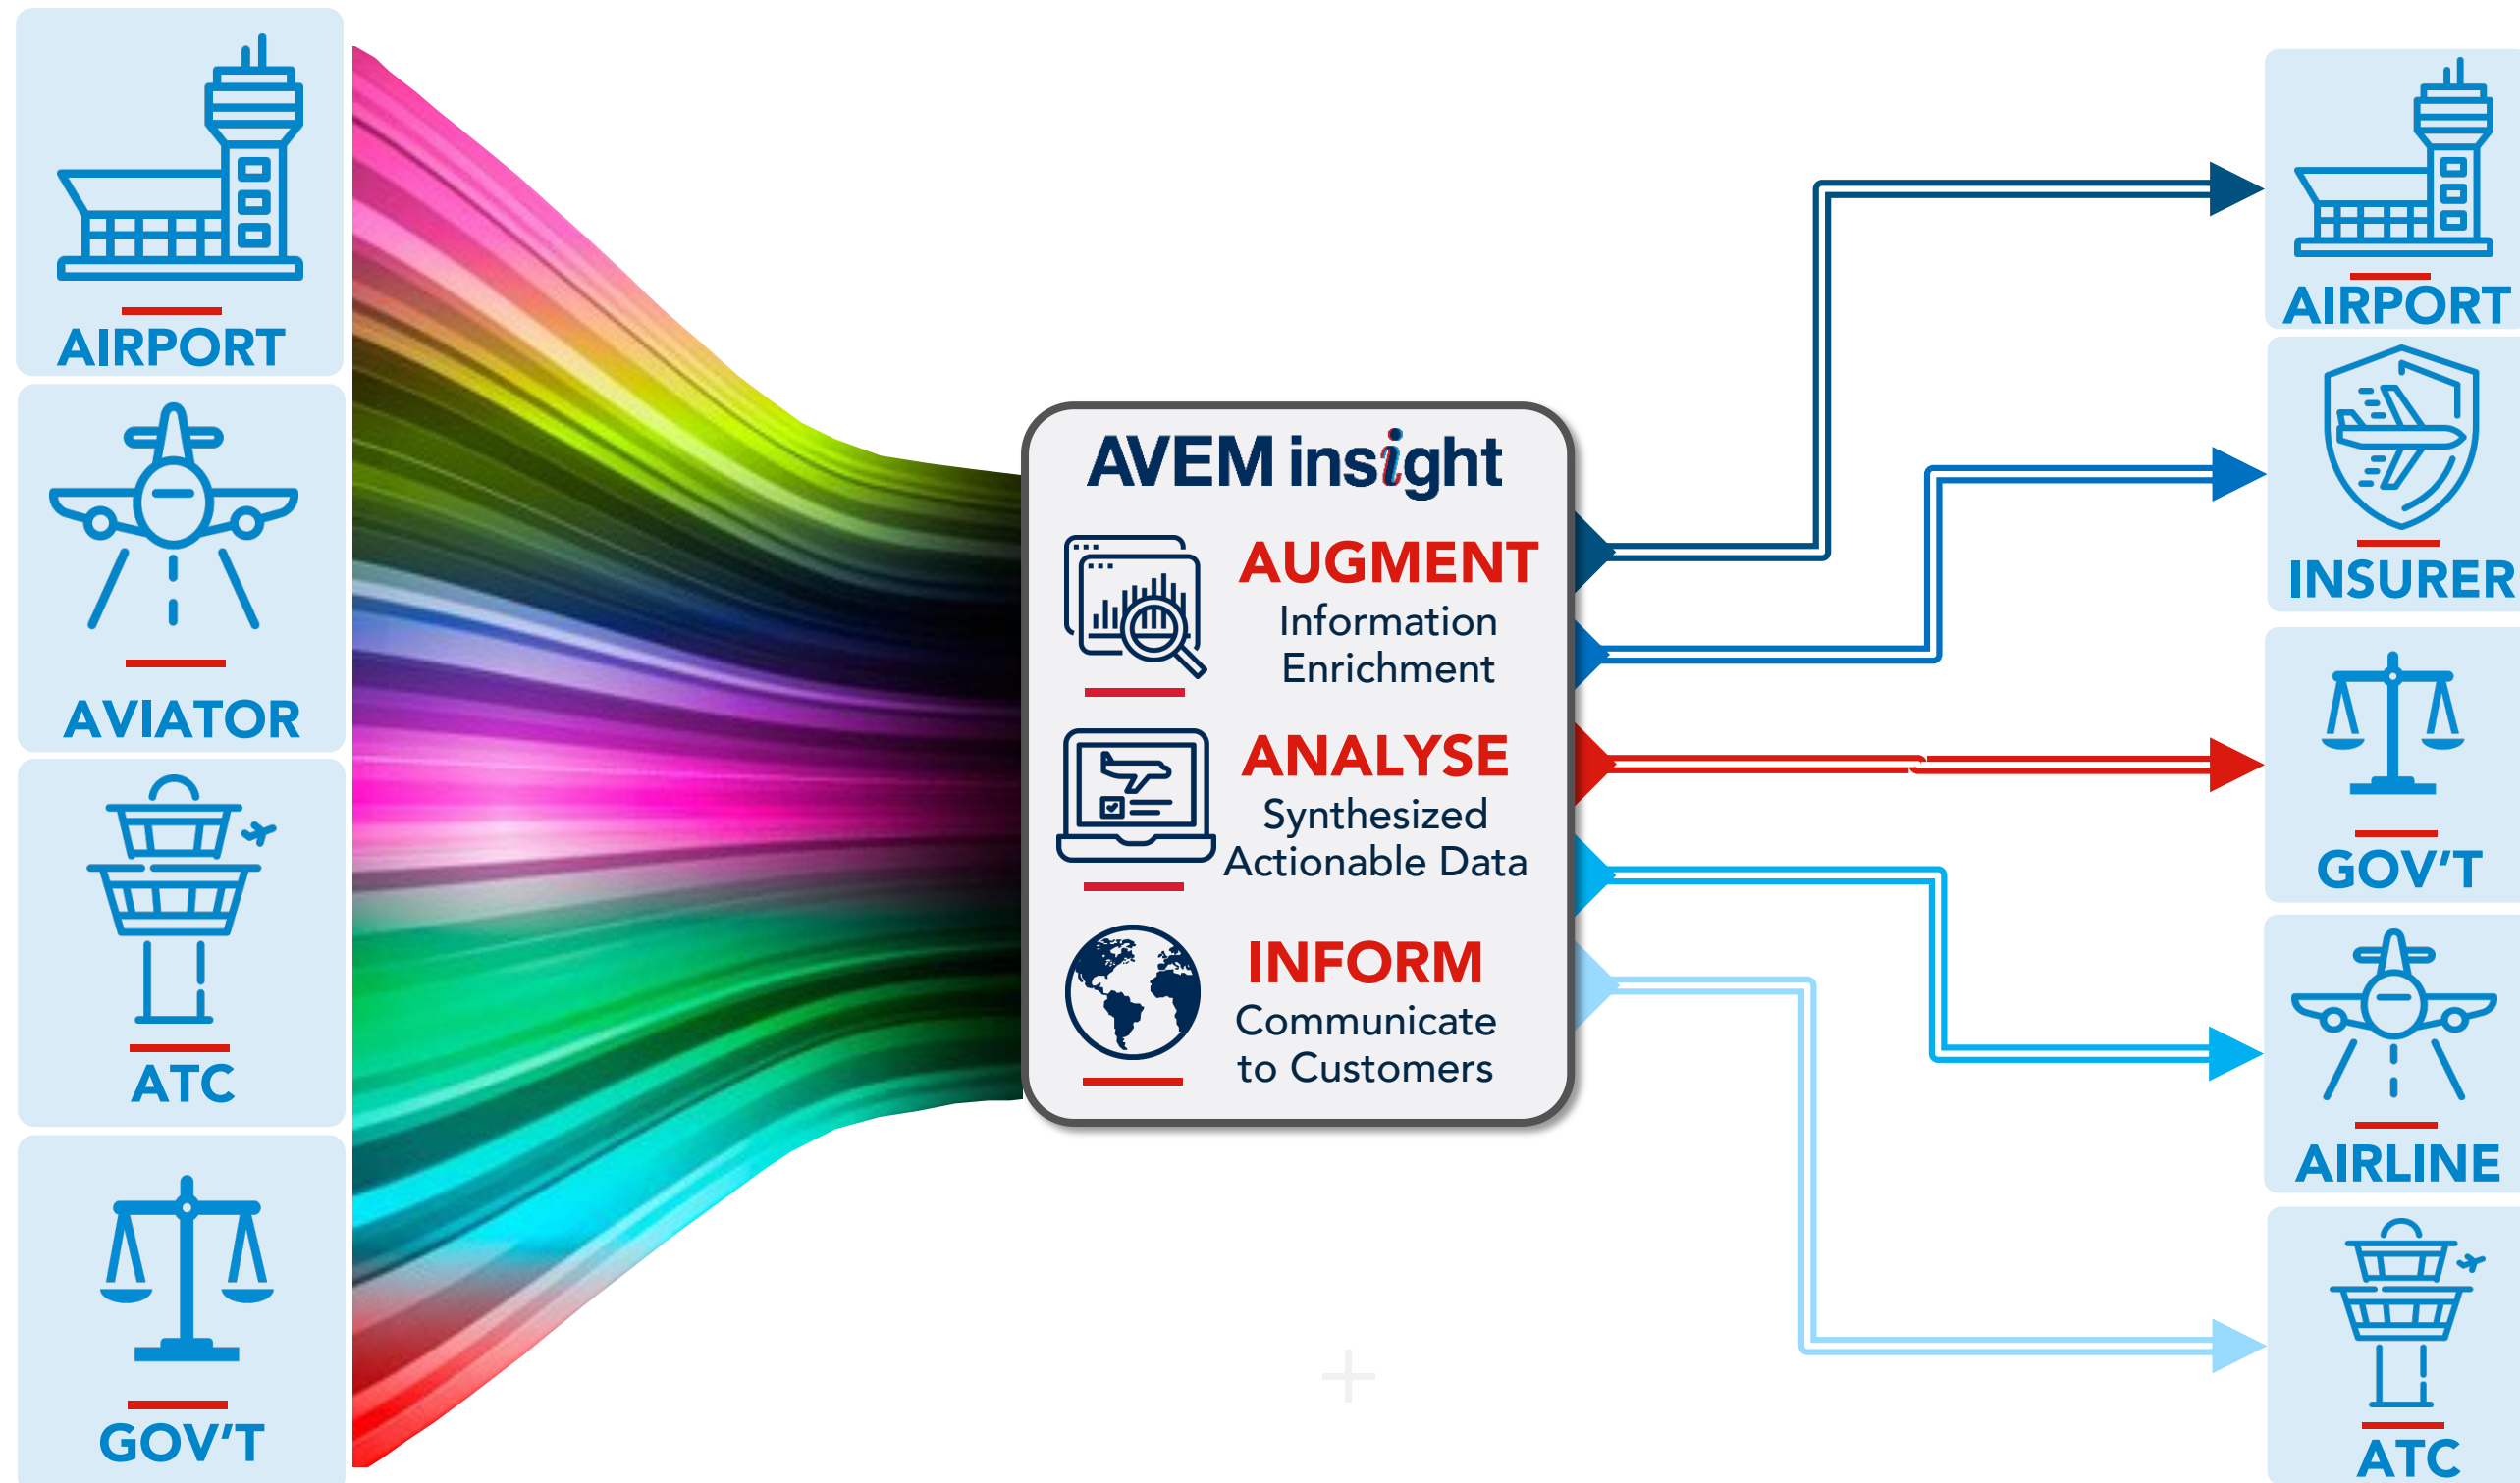 AIRPORT
AVIATOR
ATC
GOV'T
AVEM insight
AUGMENT
Information
Enrichment
ANALYSE
Synthesized
Actionable Data
INFORM
Communicate
to Customers
AIRPORT
INSURER
GOV'T
AIRLINE
ATC